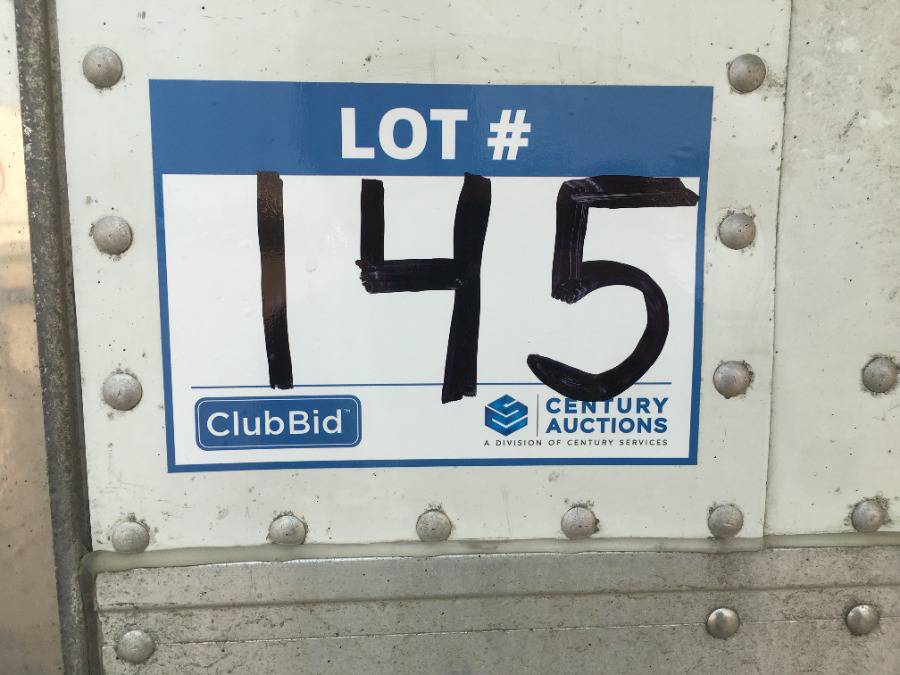 LOT #
145
ClubBid™
CENTURY
AUCTIONS
A DIVISION OF CENTURY SERVICES